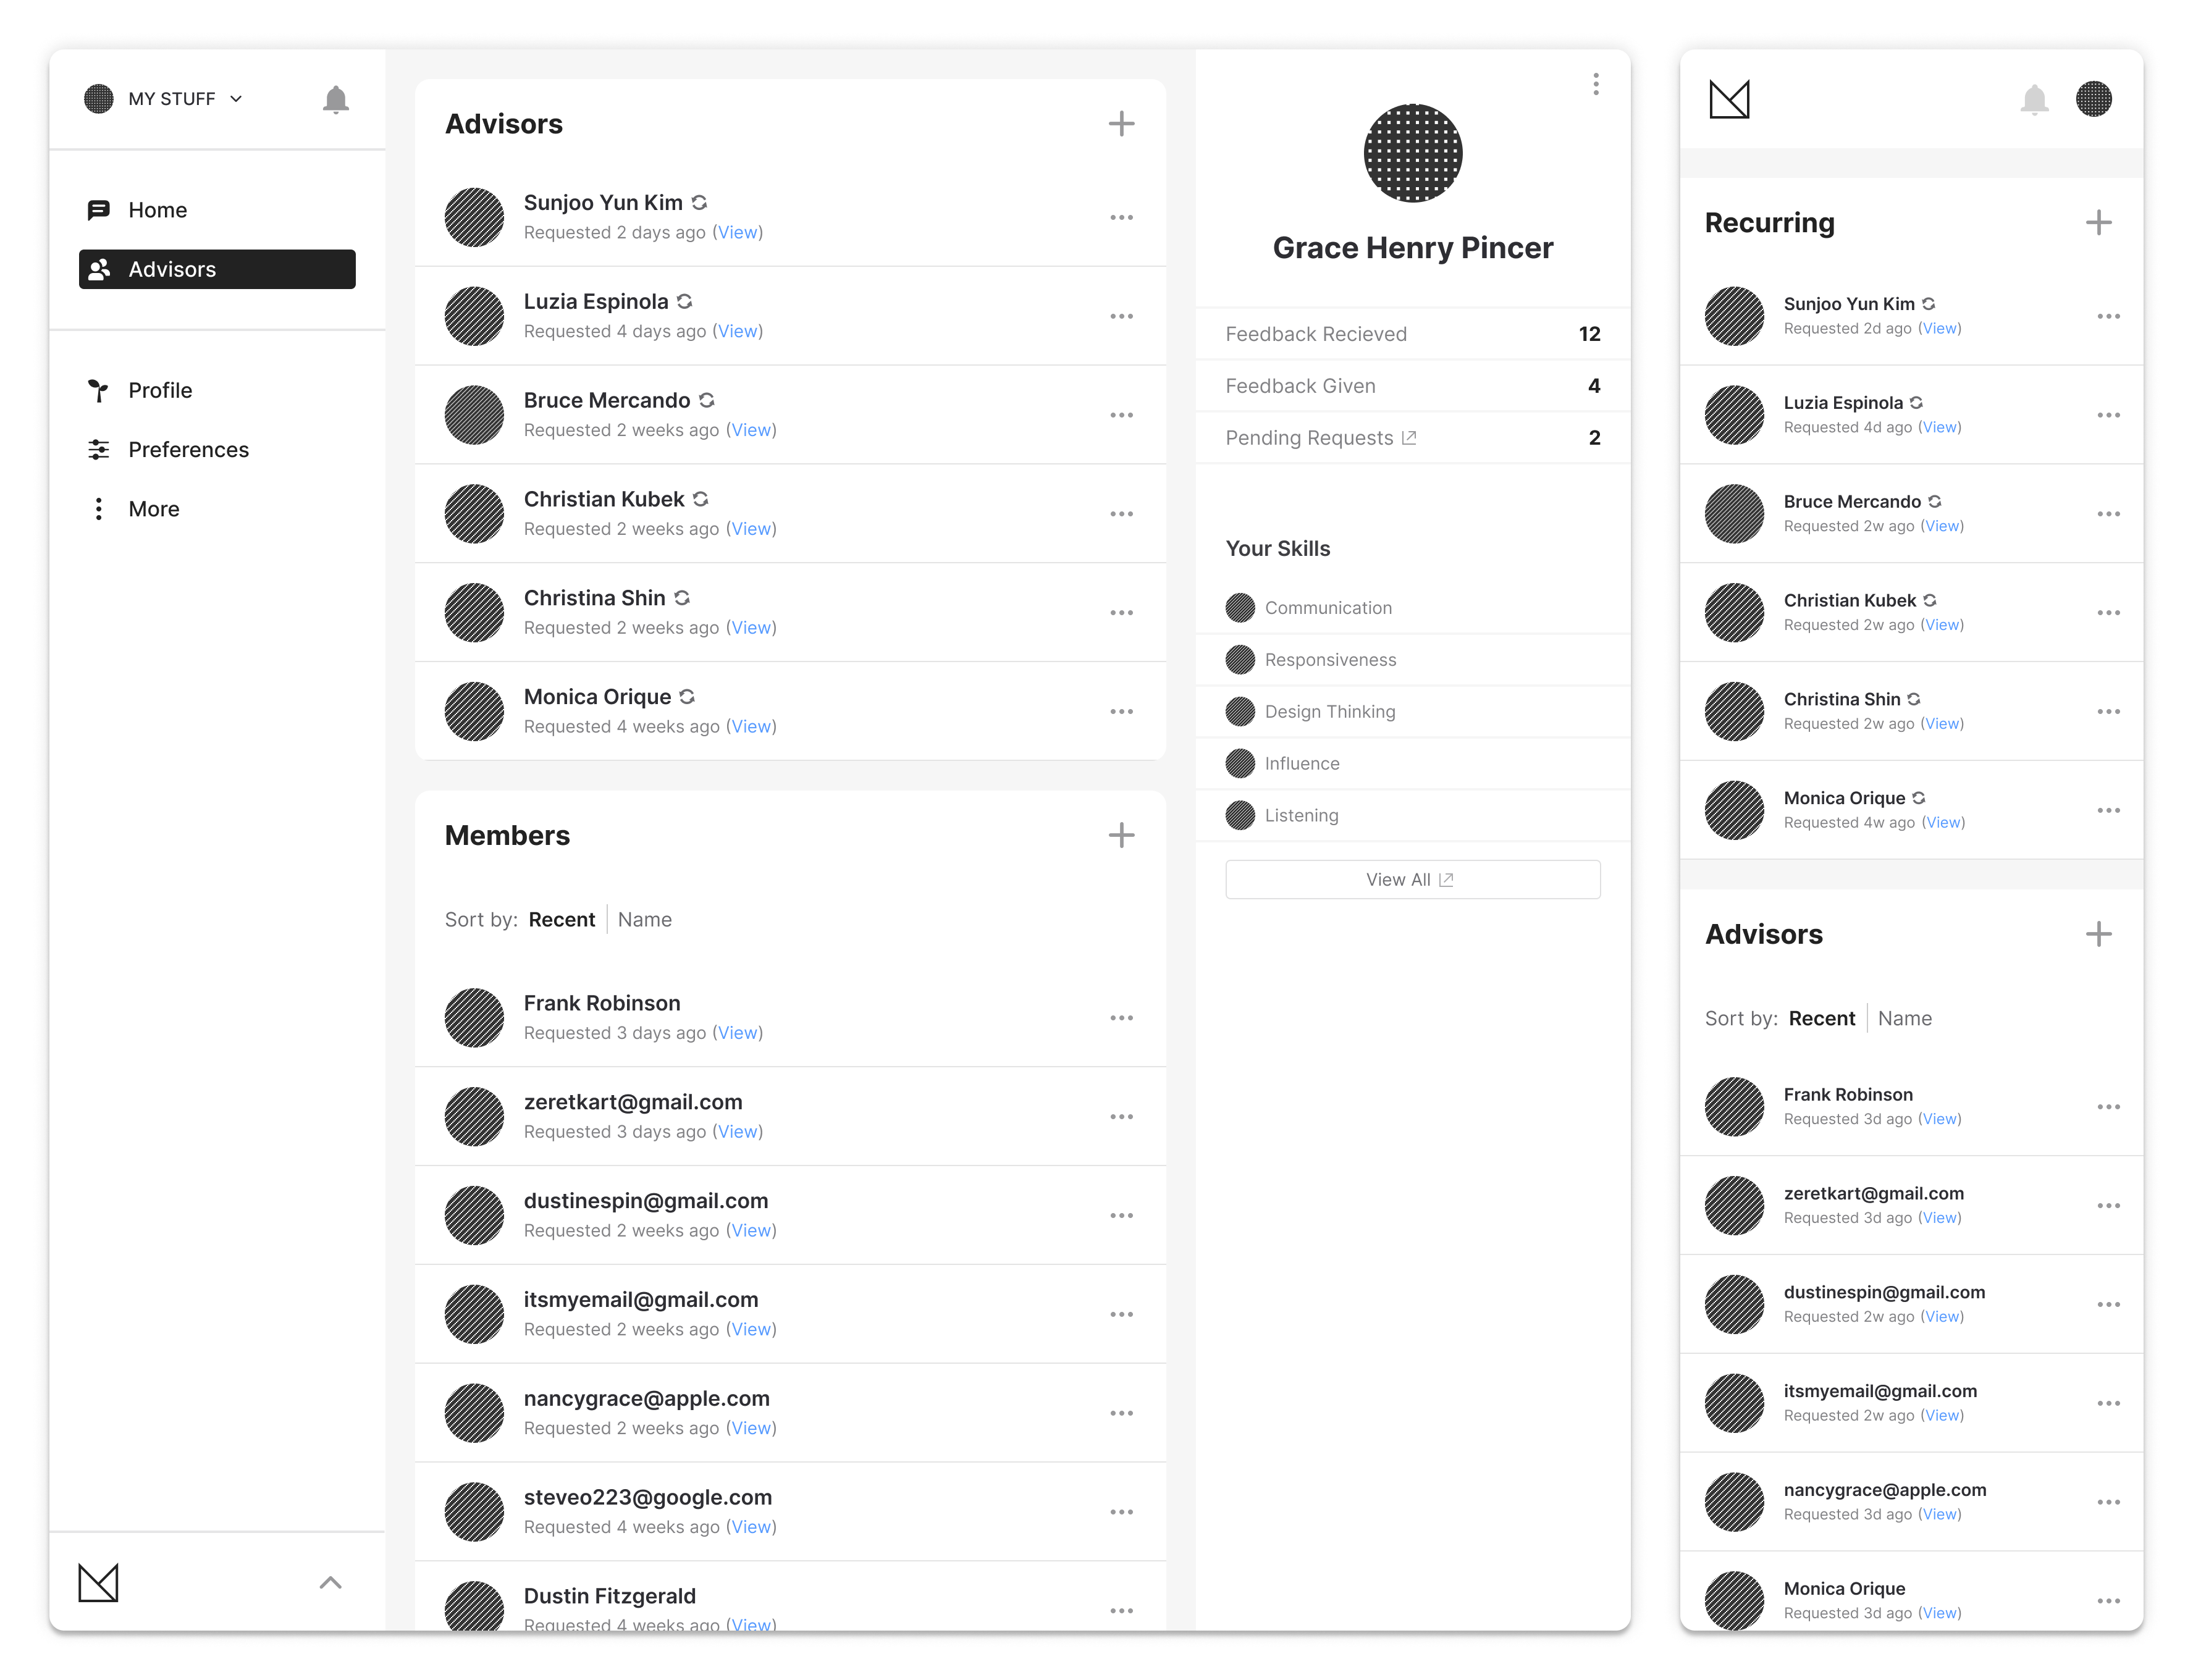 MY STUFF
Home
Advisors
Profile
Preferences
More
Advisors
Sunjoo Yun Kim
Requested 2 days ago (View)
Luzia Espinola
Requested 4 days ago (View)
Bruce Mercando
Requested 2 weeks ago (View)
Christian Kubek
Requested 2 weeks ago (View)
Christina Shin
Requested 2 weeks ago (View)
Monica Orique
Requested 4 weeks ago (View)
Members
Sort by: Recent Name
Frank Robinson
Requested 3 days ago (View)
zeretkart@gmail.com
Requested 3 days ago (View)
dustinespin@gmail.com
Requested 2 weeks ago (View)
itsmyemail@gmail.com
Requested 2 weeks ago (View)
nancygrace@apple.com
Requested 2 weeks ago (View)
steveo223@google.com
Requested 4 weeks ago (View)
Dustin Fitzgerald
Requested 4 weeks ago (View)
Grace Henry Pincer
Feedback Recieved 12
Feedback Given 4
Pending Requests 2
Your Skills
Communication
Responsiveness
Design Thinking
Influence
Listening
View All
Recurring
Sunjoo Yun Kim
Requested 2d ago (View)
Luzia Espinola
Requested 4d ago (View)
Bruce Mercando
Requested 2w ago (View)
Christian Kubek
Requested 2w ago (View)
Christina Shin
Requested 2w ago (View)
Monica Orique
Requested 4w ago (View)
Advisors
Sort by: Recent Name
Frank Robinson
Requested 3d ago (View)
zeretkart@gmail.com
Requested 3d ago (View)
dustinespin@gmail.com
Requested 2w ago (View)
itsmyemail@gmail.com
Requested 2w ago (View)
nancygrace@apple.com
Requested 3d ago (View)
Monica Orique
Requested 3d ago (View)